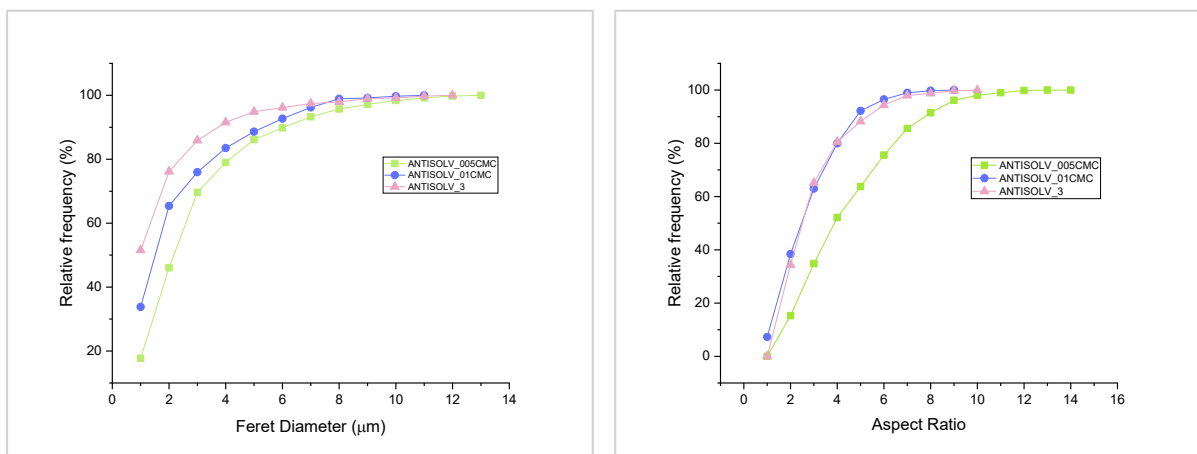 Relative frequency (%)
100
80
60
40
20
0 2 4 6 8 10 12 14
Feret Diameter (μm)
ANTISOLV_005CMC
ANTISOLV_01CMC
ANTISOLV_3
Relative frequency (%)
100
80
60
40
20
0
0 2 4 6 8 10 12 14 16
Aspect Ratio
ANTISOLV_005CMC
ANTISOLV_01CMC
ANTISOLV_3